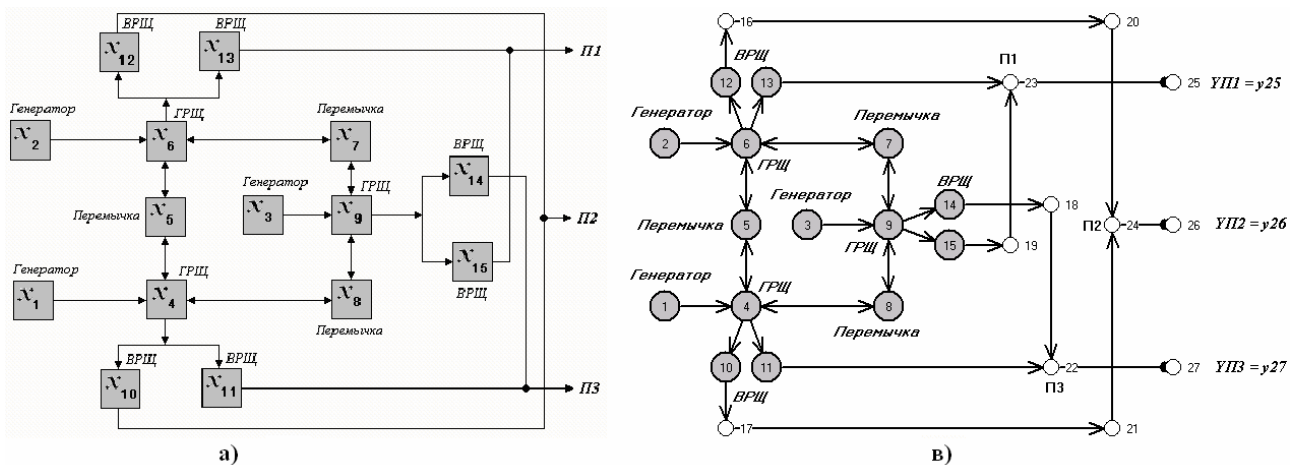 ВРЩ ВРЩ
x12 x13 П1
Генератор ГРЩ Перемычка
x2 x6 x7
ВРЩ
x14
Генератор ГРЩ
Перемычка x5 x3 x9 П2
x15
Генератор ГРЩ ВРЩ
x1 x4 x8
Перемычка
ВРЩ ВРЩ
x10 x11 П3
а)
16 20
ВРЩ П1
12 13 23 25 YП1 = y25
Генератор Перемычка
2 6 7
ГРЩ ВРЩ
Генератор 14 18
Перемычка 5 3 9 П2 24 26 YП2 = y26
ГРЩ 15 19
Генератор ГРЩ
1 4 8
Перемычка
10 11 22 27 YП3 = y27
ВРЩ П3
17 21
в)